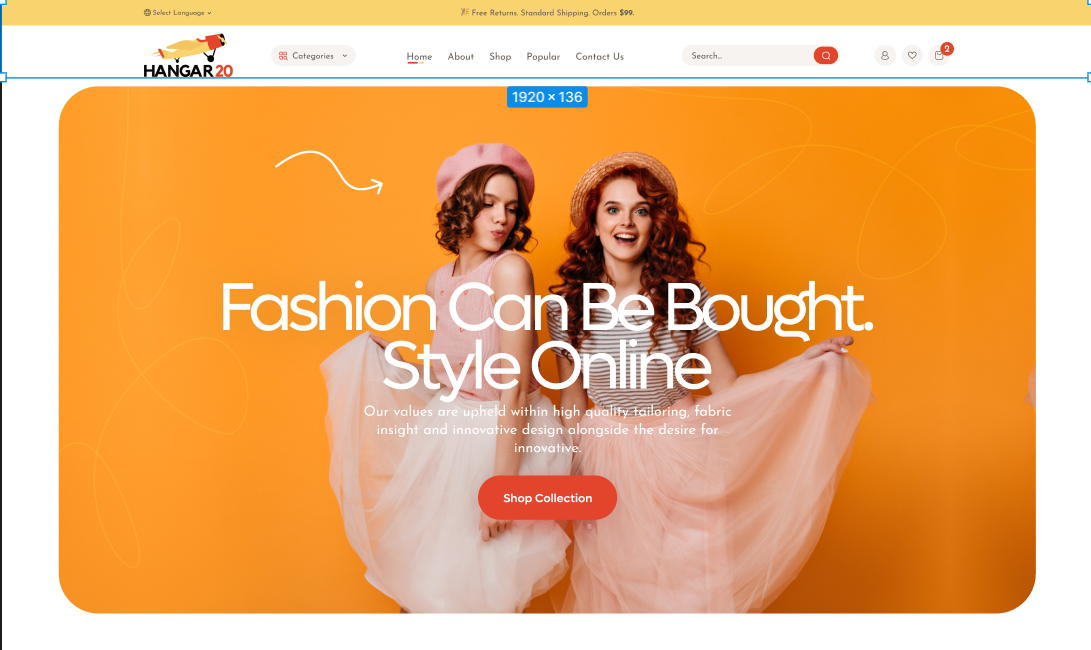 Select Language
Free Returns. Standard Shipping. Orders $99.
HANGAR 20
Categories
Home About Shop Popular Contact Us
Search...
2
1920 × 136
Fashion Can Be Bought.
Style Online
Our values are upheld within high quality tailoring, fabric
insight and innovative design alongside the desire for
innovative.
Shop Collection